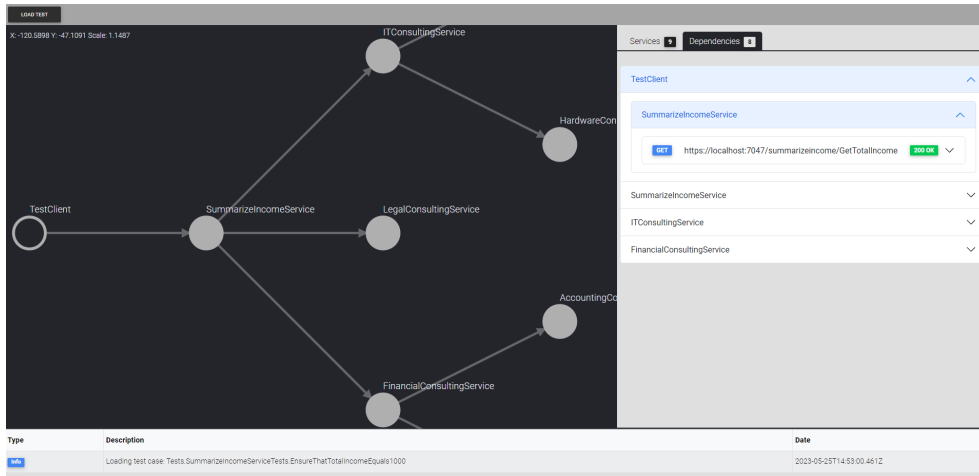 LOAD TEST
X: -120.5898 Y: -47.1091 Scale: 1.1487
ITConsultingService
HardwareCon
TestClient
SummarizeIncomeService
LegalConsultingService
AccountingCo
FinancialConsultingService
Services 9 Dependencies 8
TestClient
SummarizeIncomeService
GET https://localhost:7047/summarizeincome/GetTotalIncome 200 OK
SummarizeIncomeService
ITConsultingService
FinancialConsultingService
Type Description Date
Info Loading test case: Tests.SummarizeIncomeServiceTests.EnsureThatTotalIncomeEquals1000 2023-05-25T14:53:00.461Z